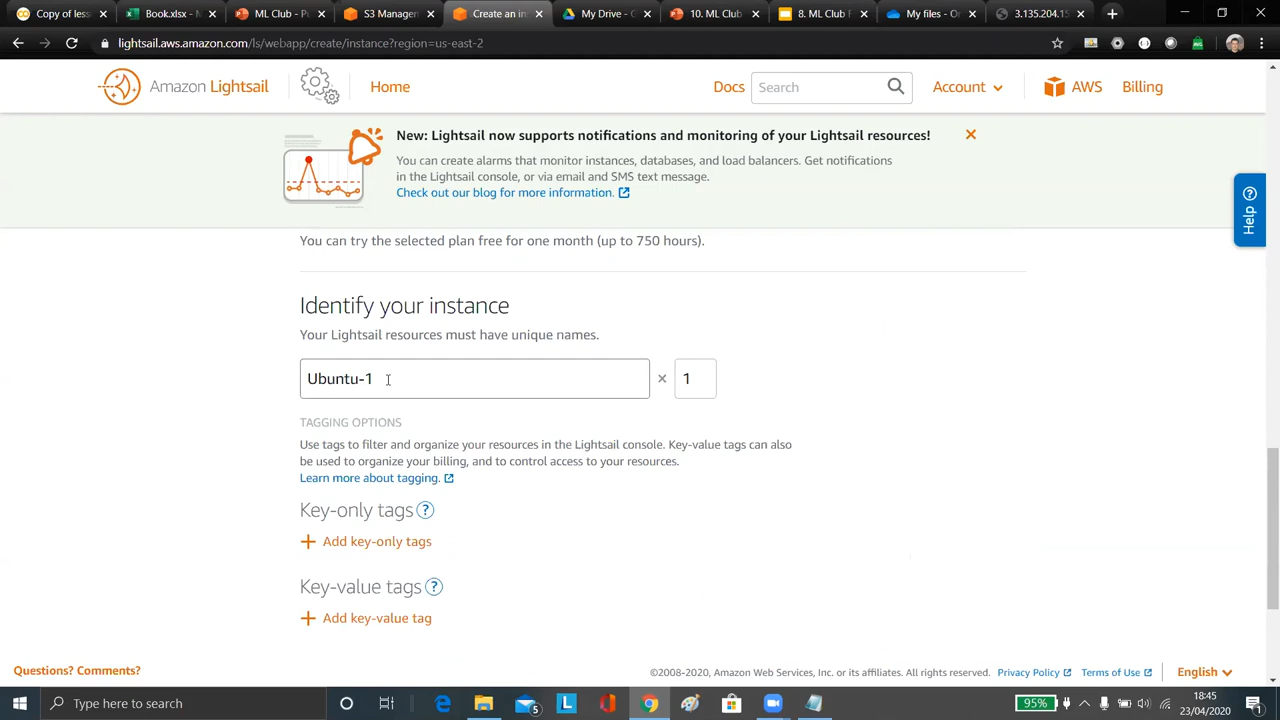 Copy of less
Book.xlsx - M
ML Club - Pu
S3 Managem
Create an ins
My Drive - G
10. ML Club
8. ML Club F
My files - On
3.135.204.15
lightsail.aws.amazon.com/ls/webapp/create/instance?region=us-east-2
Amazon Lightsail
Home
Docs
Search
Account
AWS
Billing
New: Lightsail now supports notifications and monitoring of your Lightsail resources!
You can create alarms that monitor instances, databases, and load balancers. Get notifications
in the Lightsail console, or via email and SMS text message.
Check out our blog for more information.
Help ?
You can try the selected plan free for one month (up to 750 hours).
Identify your instance
Your Lightsail resources must have unique names.
Ubuntu-1
× 1
TAGGING OPTIONS
Use tags to filter and organize your resources in the Lightsail console. Key-value tags can also
be used to organize your billing, and to control access to your resources.
Learn more about tagging.
Key-only tags ?
+ Add key-only tags
Key-value tags ?
+ Add key-value tag
Questions? Comments?
©2008-2020, Amazon Web Services, Inc. or its affiliates. All rights reserved.
Privacy Policy
Terms of Use
English
Type here to search
5
L
95%
18:45
23/04/2020
1